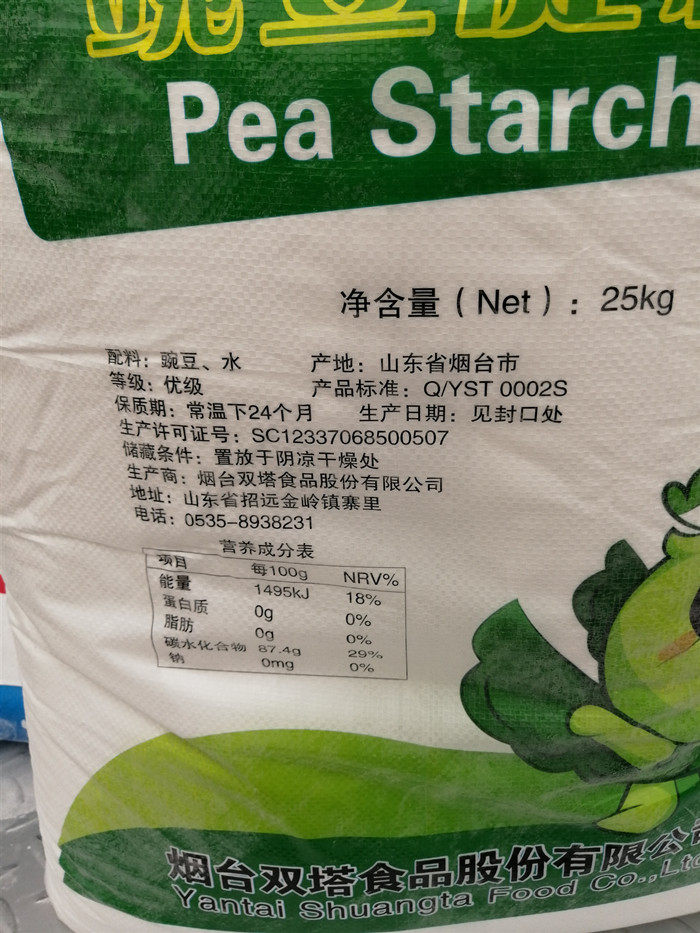 豌豆淀粉
Pea Starch
净含量(Net): 25kg
配料: 豌豆、水 产地: 山东省烟台市
等级: 优级 产品标准: Q/YST 0002S
保质期: 常温下24个月 生产日期: 见封口处
生产许可证号: SC12337068500507
储藏条件: 置放于阴凉干燥处
生产商: 烟台双塔食品股份有限公司
地址: 山东省招远金岭镇寨里
电话: 0535-8938231
营养成分表
项目 每100g NRV%
能量 1495kJ 18%
蛋白质 0g 0%
脂肪 0g 0%
碳水化合物 87.4g 29%
钠 0mg 0%
烟台双塔食品股份有限公司
Yantai Shuangta Food Co.,Ltd